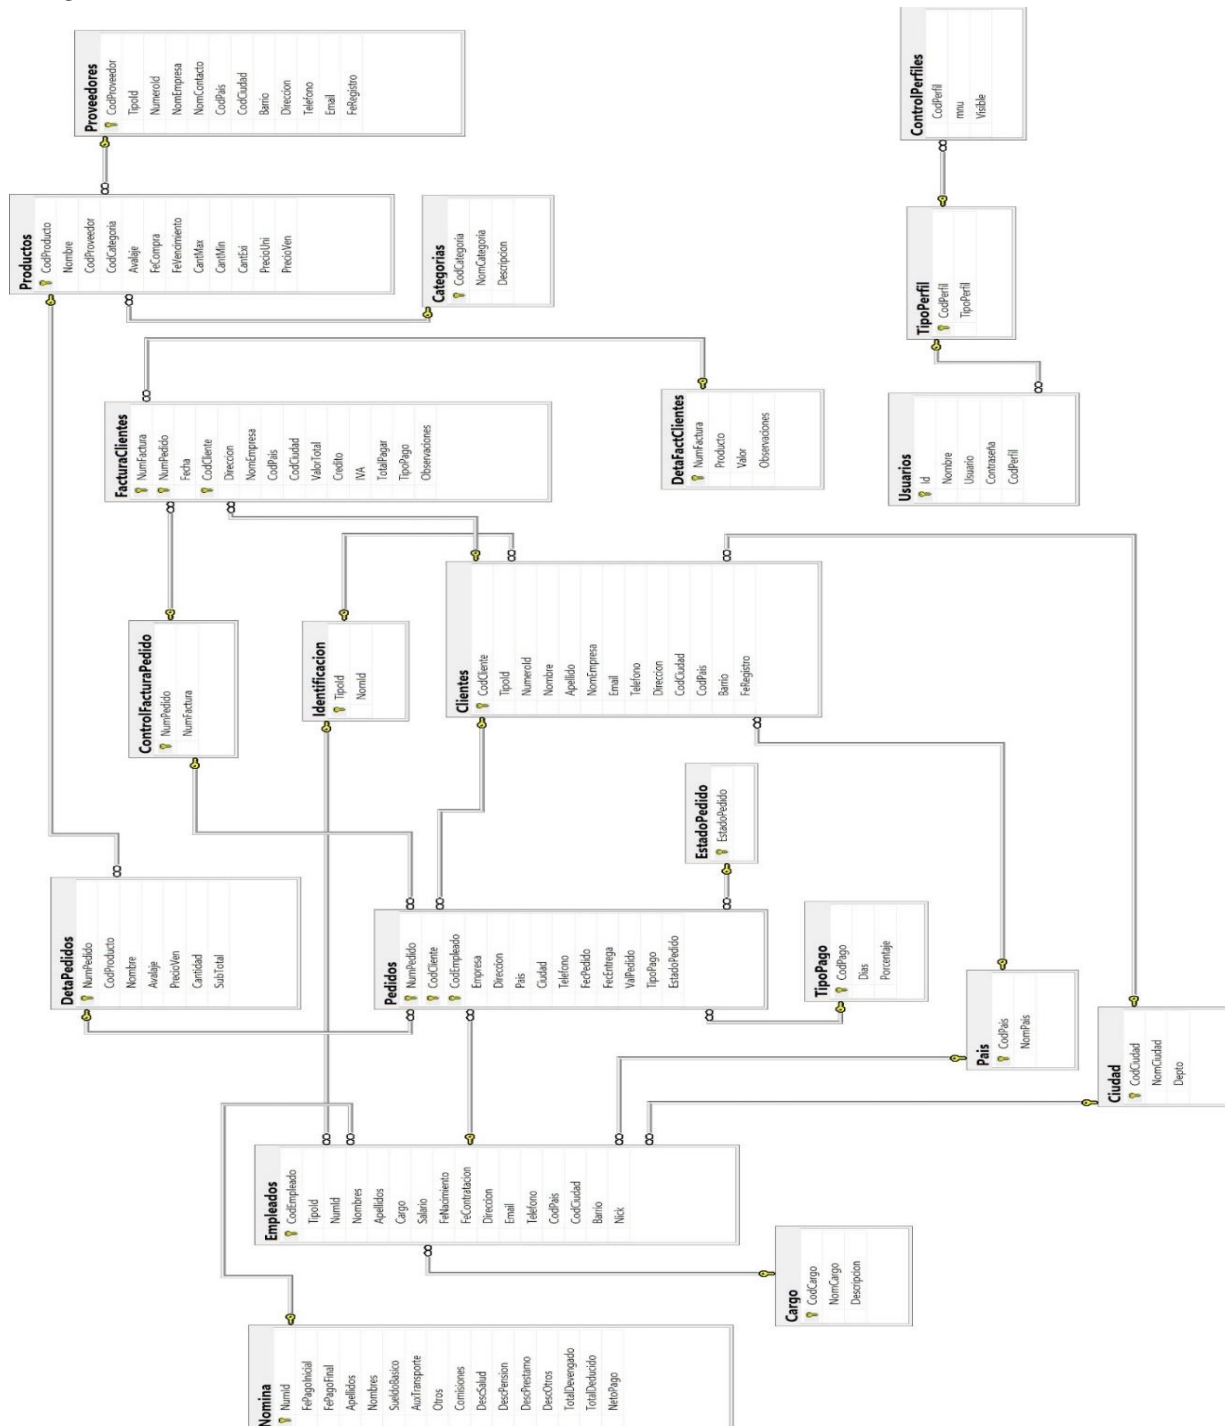 Proveedores
CodProveedor
TipoId
NumeroId
NomEmpresa
NomContacto
CodPais
CodCiudad
Barrio
Direccion
Telefono
Email
FeRegistro
ControlPerfiles
CodPerfil
mnu
Visible
Productos
CodProducto
Nombre
CodProveedor
CodCategoria
Avalaje
FeCompra
FeVencimiento
CantMax
CantMin
CantExi
PrecioUni
PrecioVen
Categorias
CodCategoria
NomCategoria
Descripcion
TipoPerfil
CodPerfil
TipoPerfil
FacturaClientes
NumFactura
NumPedido
Fecha
CodCliente
Direccion
NomEmpresa
CodPais
CodCiudad
ValorTotal
Credito
IVA
TotalPagar
TipoPago
Observaciones
DetaFactClientes
NumFactura
Producto
Valor
Observaciones
Usuarios
Id
Nombre
Usuario
Contraseña
CodPerfil
ControlFacturaPedido
NumPedido
NumFactura
Identificacion
TipoId
NomId
Clientes
CodCliente
TipoId
NumeroId
Nombre
Apellido
NomEmpresa
Email
Telefono
Direccion
CodCiudad
CodPais
Barrio
FeRegistro
EstadoPedido
EstadoPedido
DetaPedidos
NumPedido
CodProducto
Nombre
Avalaje
PrecioVen
Cantidad
SubTotal
Pedidos
NumPedido
CodCliente
CodEmpleado
Empresa
Direccion
Pais
Ciudad
Telefono
FecPedido
FecEntrega
ValPedido
TipoPago
EstadoPedido
TipoPago
CodPago
Dias
Porcentaje
Pais
CodPais
NomPais
Ciudad
CodCiudad
NomCiudad
Depto
Empleados
CodEmpleado
TipoId
NumId
Nombres
Apellidos
Cargo
Salario
FeNacimiento
FeContratacion
Direccion
Email
Telefono
CodPais
CodCiudad
Barrio
Nick
Cargo
CodCargo
NomCargo
Descripcion
Nomina
NumId
FePagoInicial
FePagoFinal
Apellidos
Nombres
SueldoBasico
AuxTransporte
Otros
Comisiones
DescSalud
DescPension
DescPrestamo
DescOtros
TotalDevengado
TotalDeducido
NetoPago